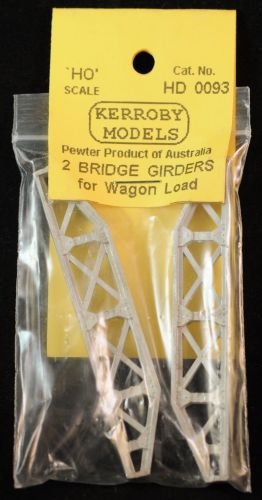 'HO' Cat. No.
SCALE HD 0093
KERROBY
MODELS
Pewter Product of Australia
2 BRIDGE GIRDERS
for Wagon Load